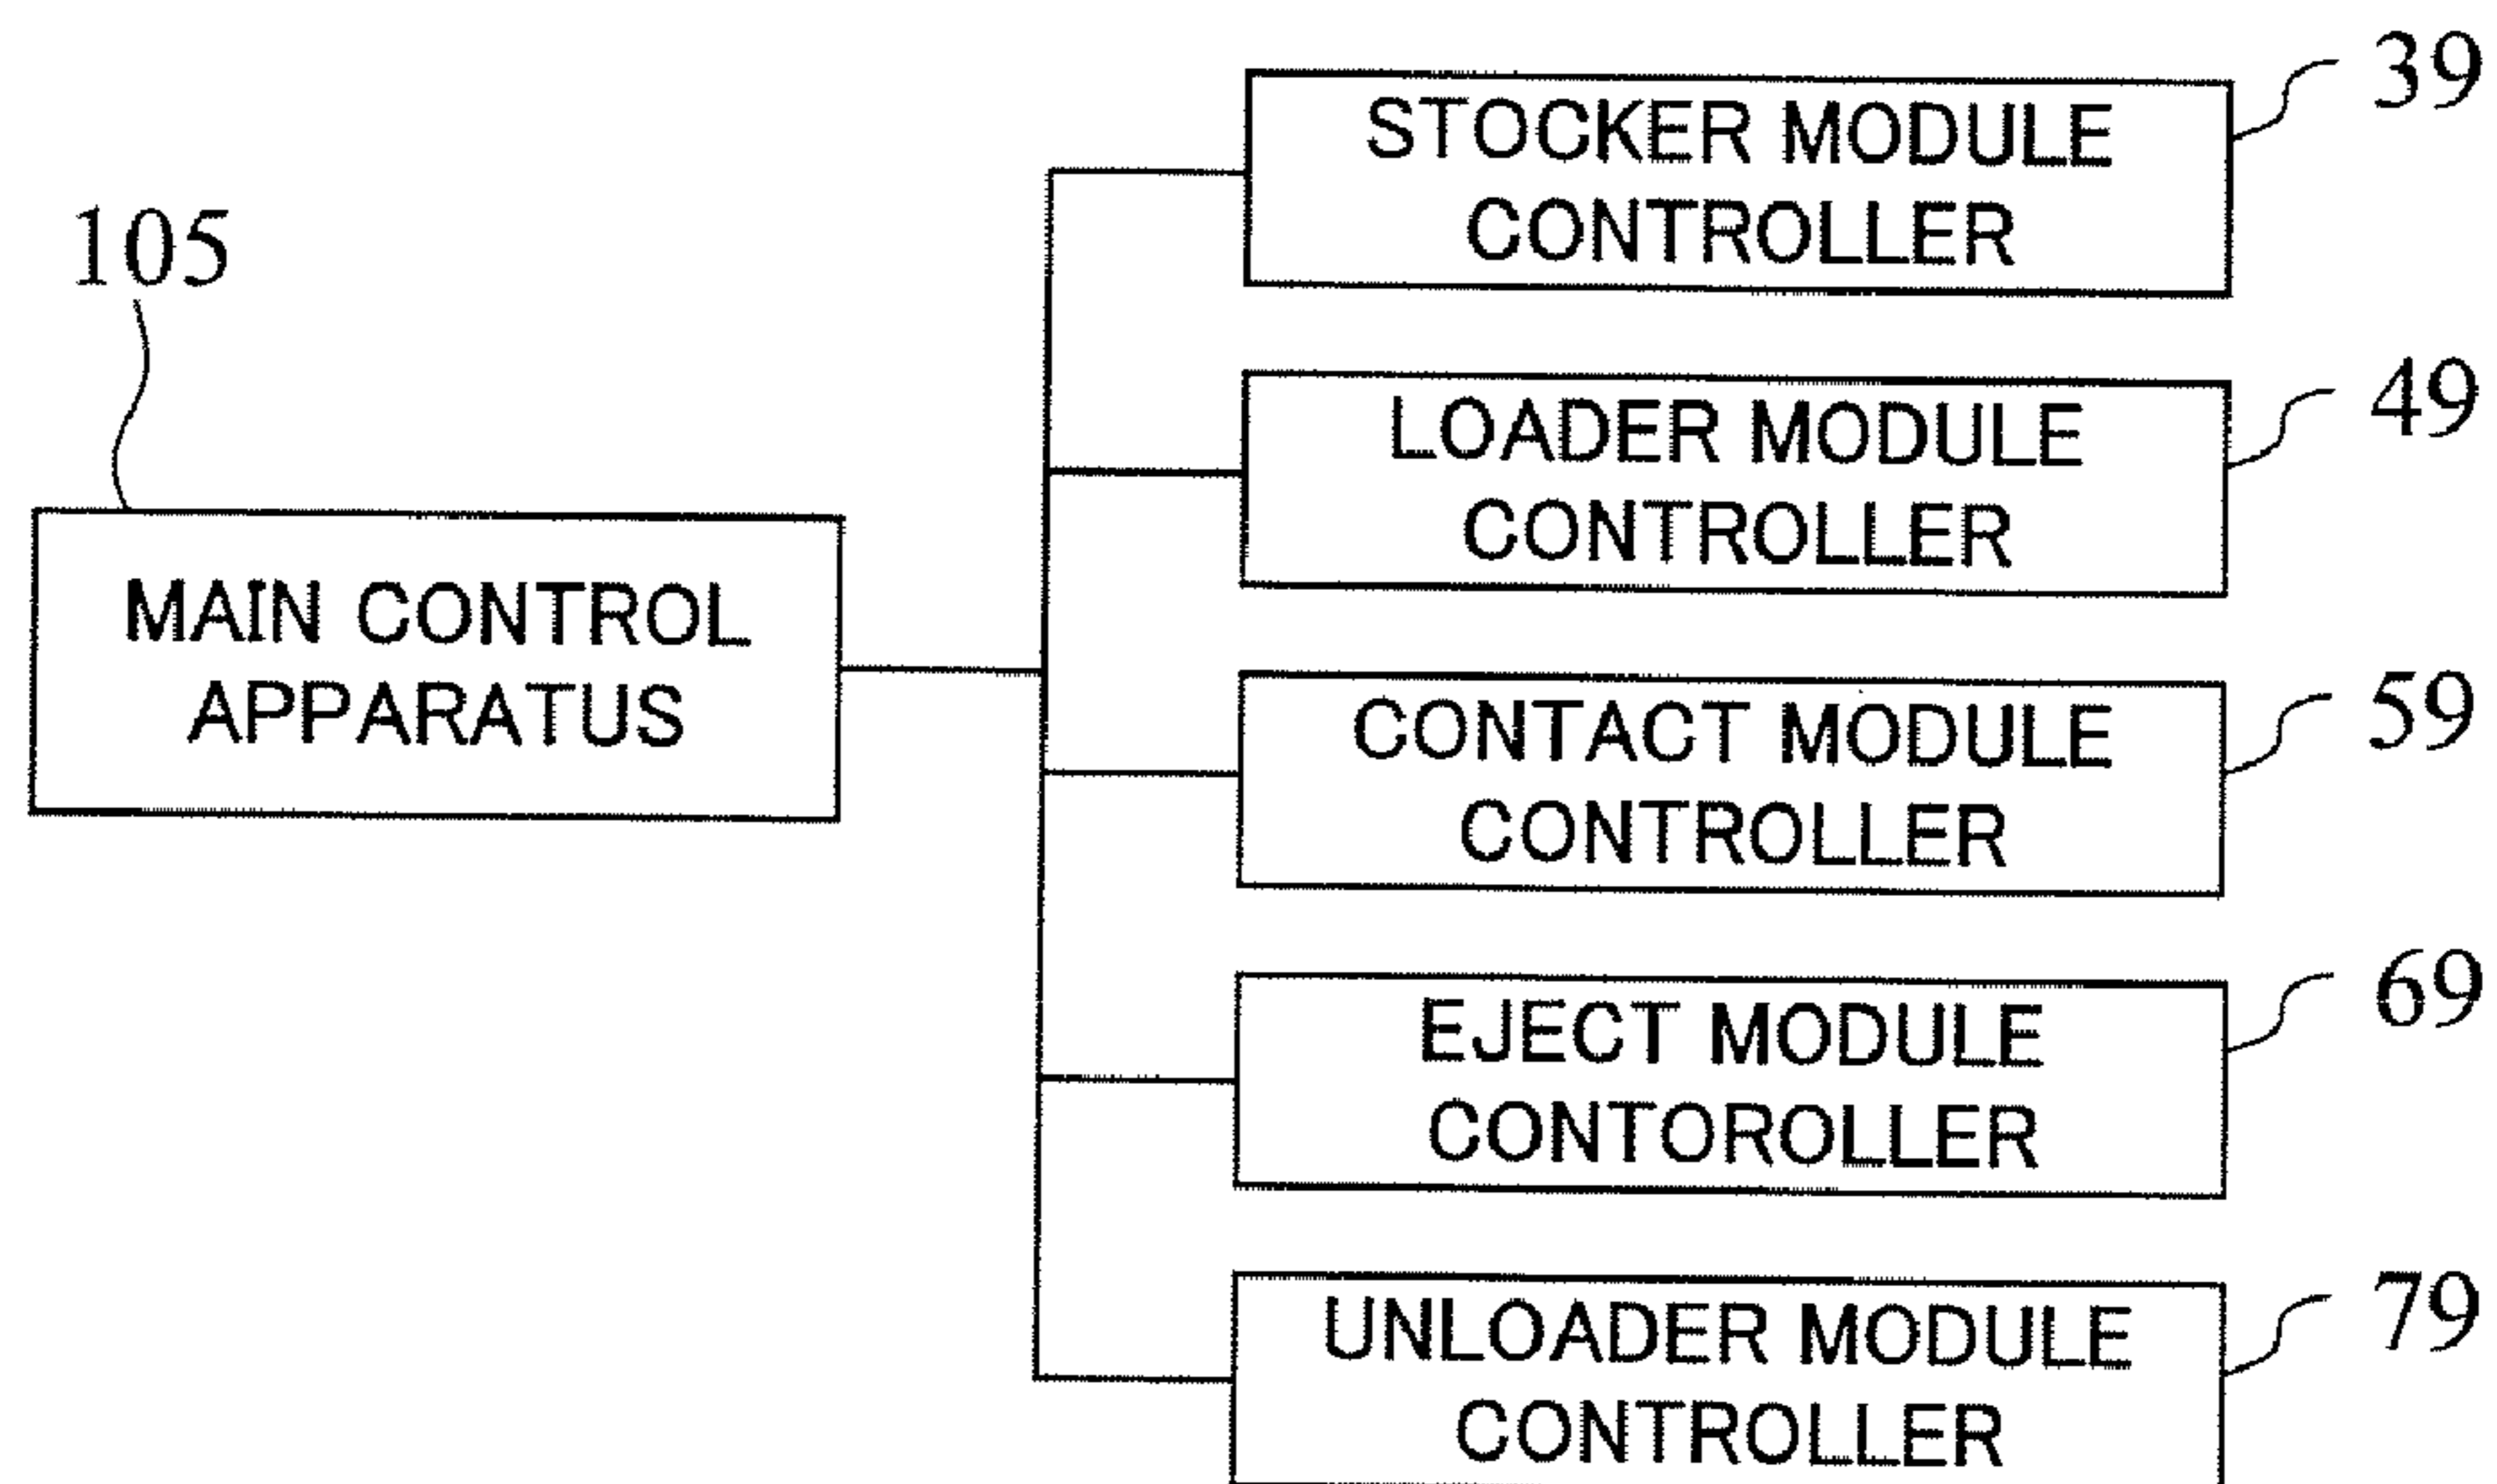 39
STOCKER MODULE
CONTROLLER
105
49
LOADER MODULE
CONTROLLER
MAIN CONTROL
APPARATUS
59
CONTACT MODULE
CONTROLLER
69
EJECT MODULE
CONTOROLLER
79
UNLOADER MODULE
CONTROLLER